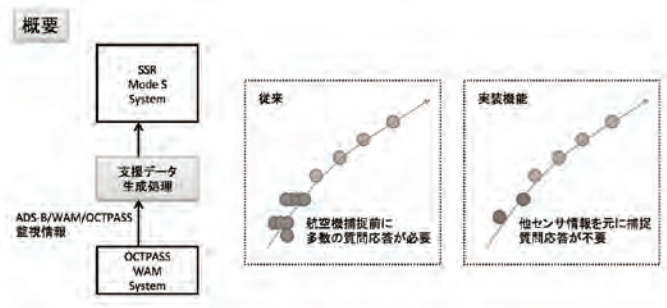 概要
SSR
Mode S
System
支援データ
生成処理
ADS-B/WAM/OCTPASS
監視情報
OCTPASS
WAM
System
従来
航空機捕捉前に
多数の質問応答が必要
実装機能
他センサ情報を元に捕捉
質問応答が不要